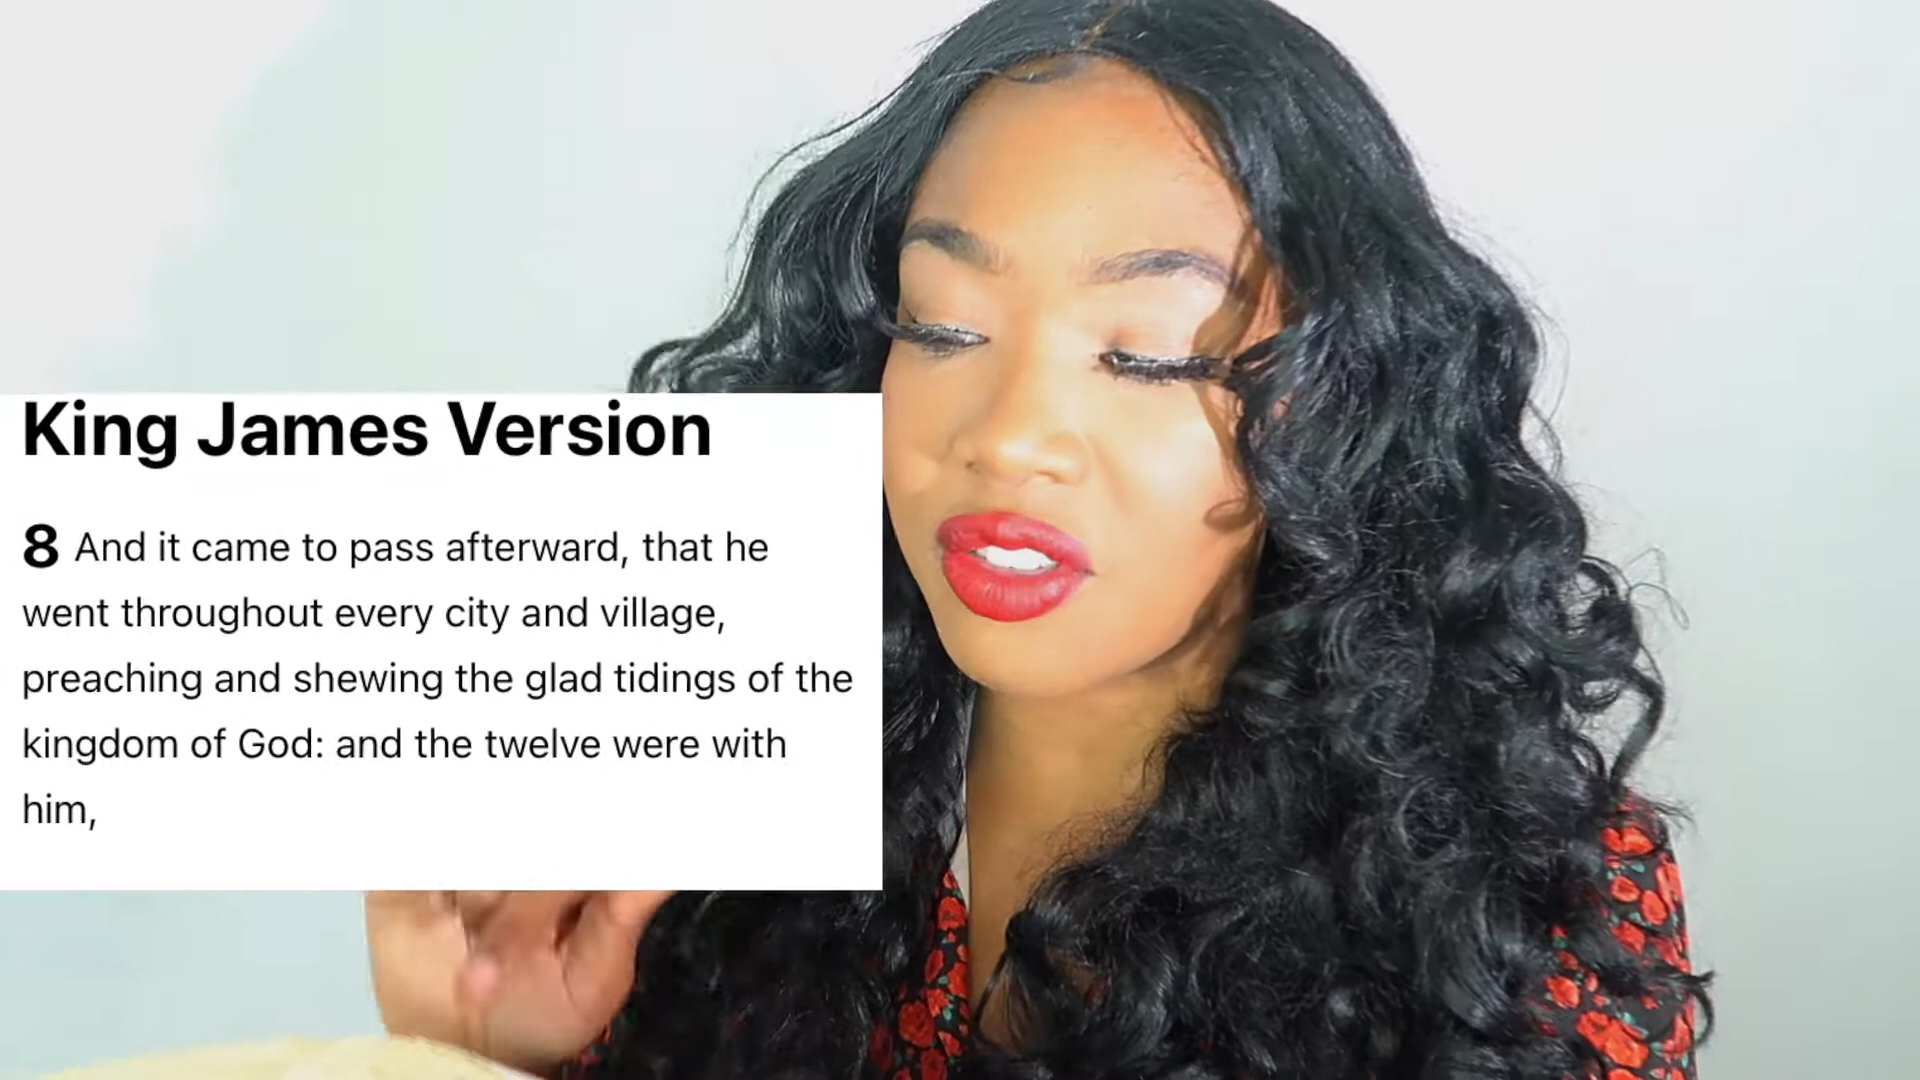 King James Version
8 And it came to pass afterward, that he
went throughout every city and village,
preaching and shewing the glad tidings of the
kingdom of God: and the twelve were with
him,